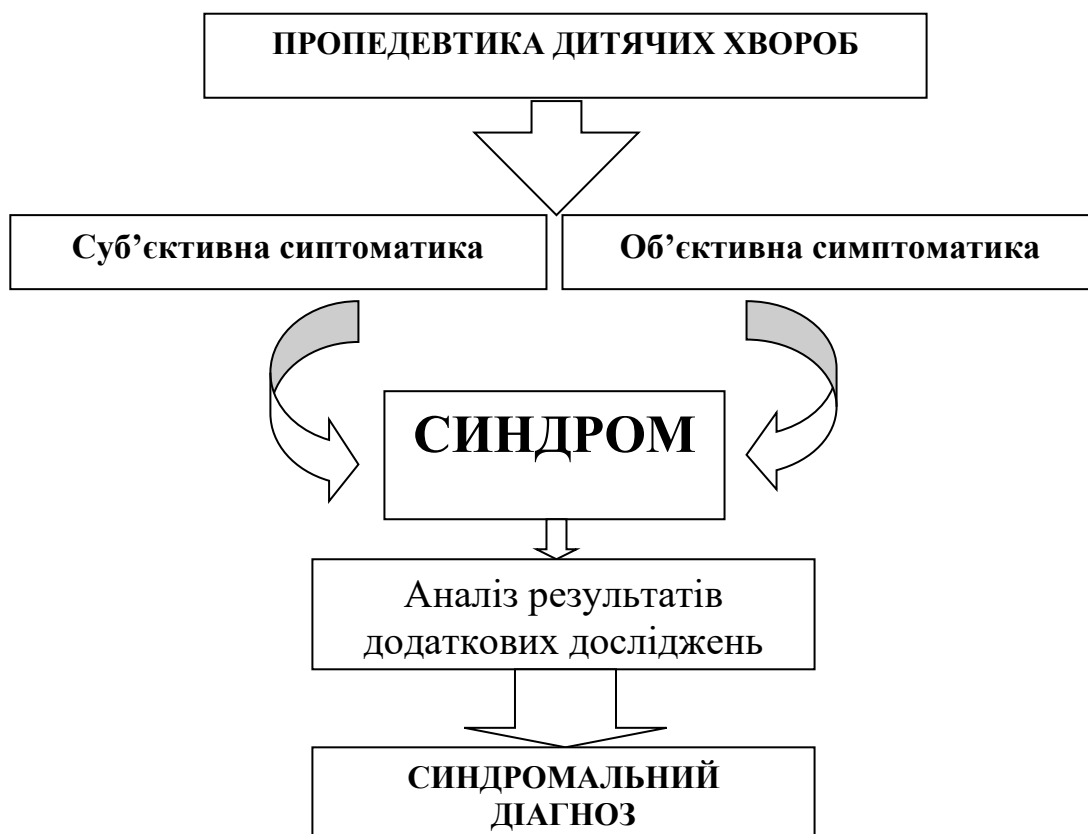 ПРОПЕДЕВТИКА ДИТЯЧИХ ХВОРОБ
Суб’єктивна сиптоматика
Об’єктивна симптоматика
СИНДРОМ
Аналіз результатів
додаткових досліджень
СИНДРОМАЛЬНИЙ
ДІАГНОЗ